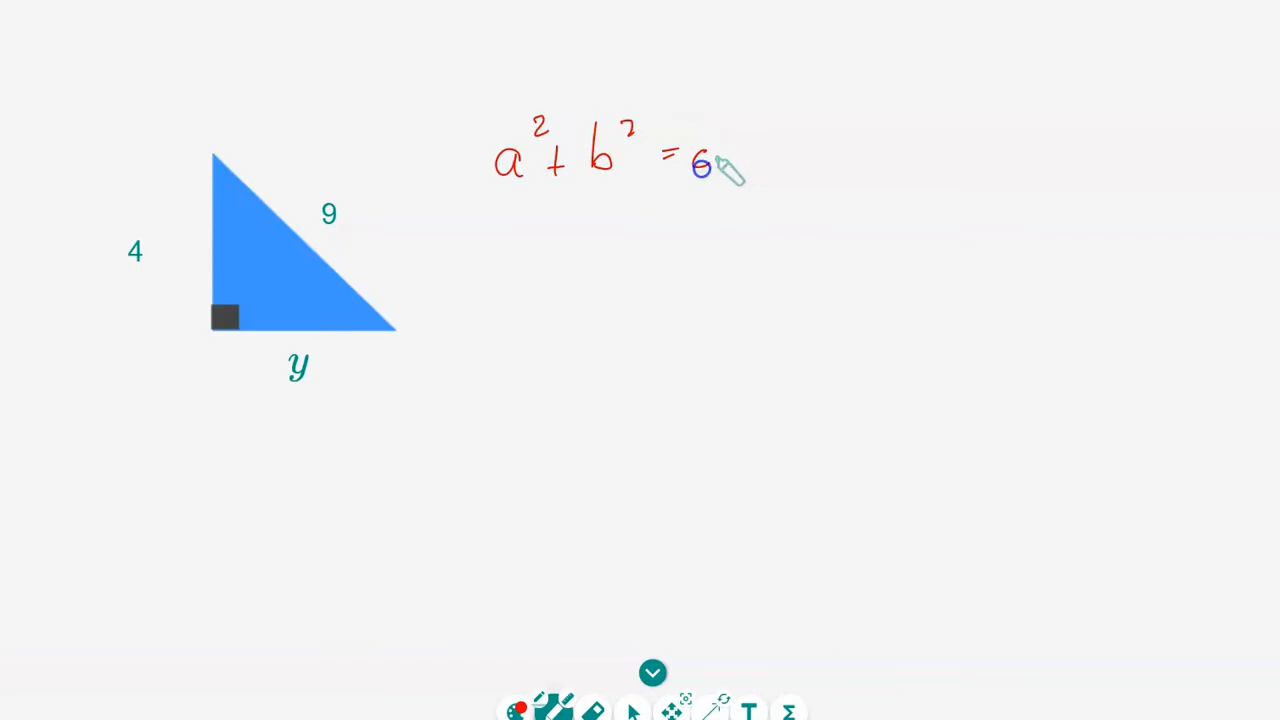 a² + b² = c
9
4
y
T
Σ